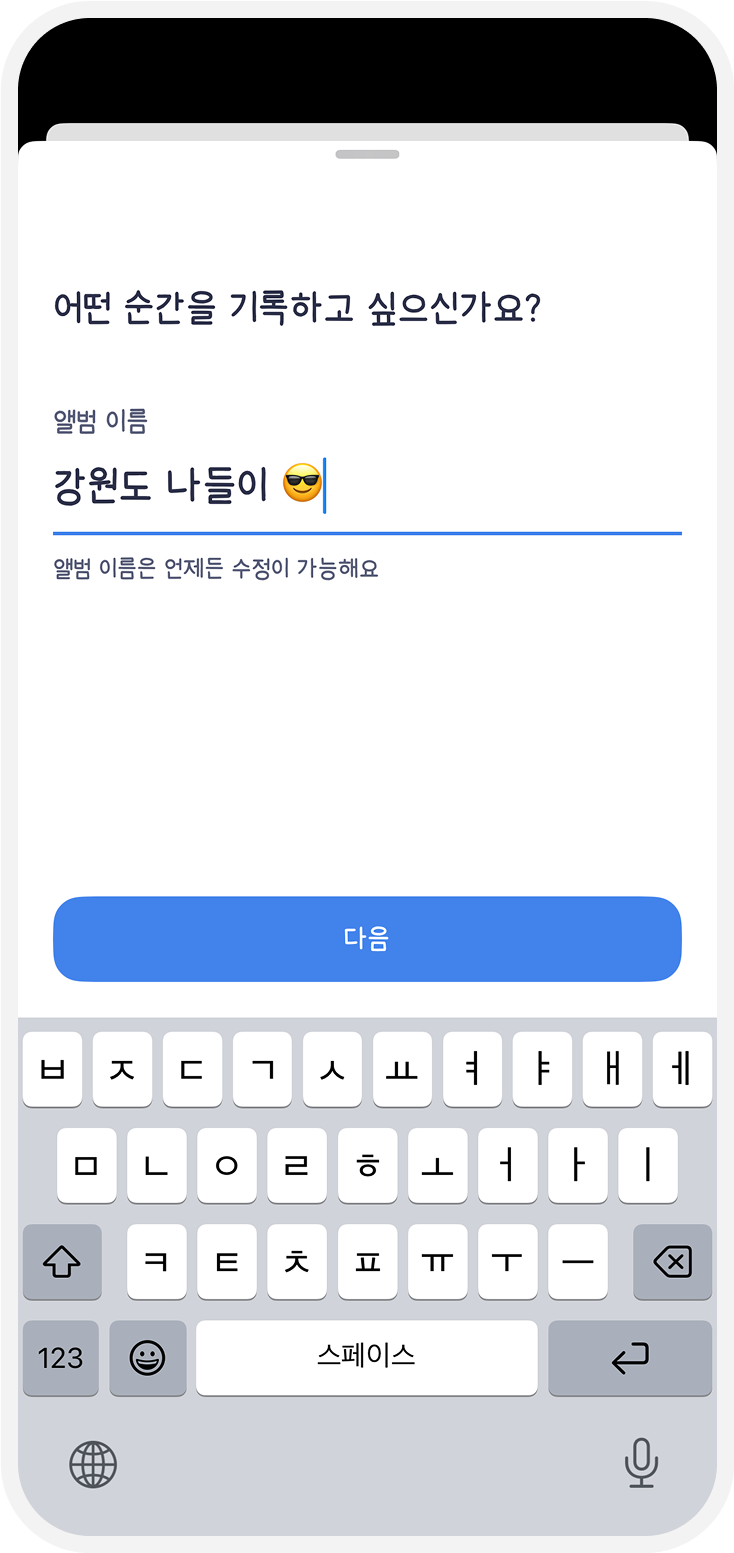 어떤 순간을 기록하고 싶으신가요?
앨범 이름
강원도 나들이 😎
앨범 이름은 언제든 수정이 가능해요
다음
ㅂ ㅈ ㄷ ㄱ ㅅ ㅛ ㅕ ㅑ ㅐ ㅔ
ㅁ ㄴ ㅇ ㄹ ㅎ ㅗ ㅓ ㅏ ㅣ
ㅋ ㅌ ㅊ ㅍ ㅠ ㅜ ㅡ
123 스페이스